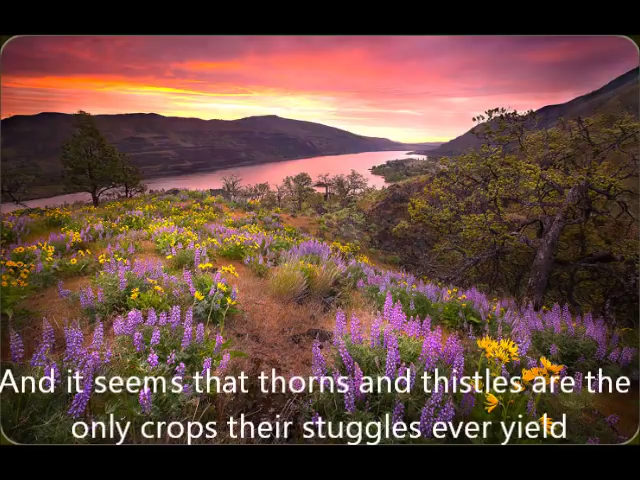 And it seems that thorns and thistles are the
only crops their stuggles ever yield